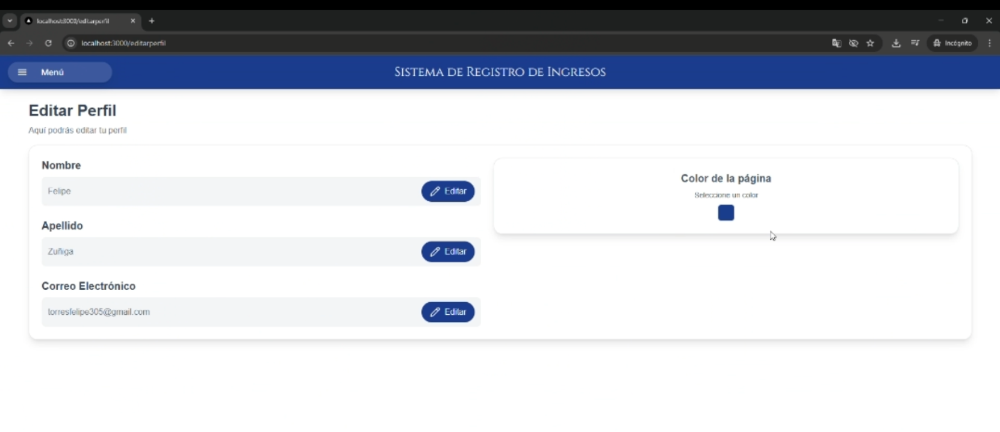 localhost:3000/editarperfil
localhost:3000/editarperfil
Incógnito
Menú
Sistema de Registro de Ingresos
Editar Perfil
Aquí podrás editar tu perfil
Nombre
Felipe
Editar
Apellido
Zuñiga
Editar
Correo Electrónico
torresfelipe305@gmail.com
Editar
Color de la página
Seleccione un color